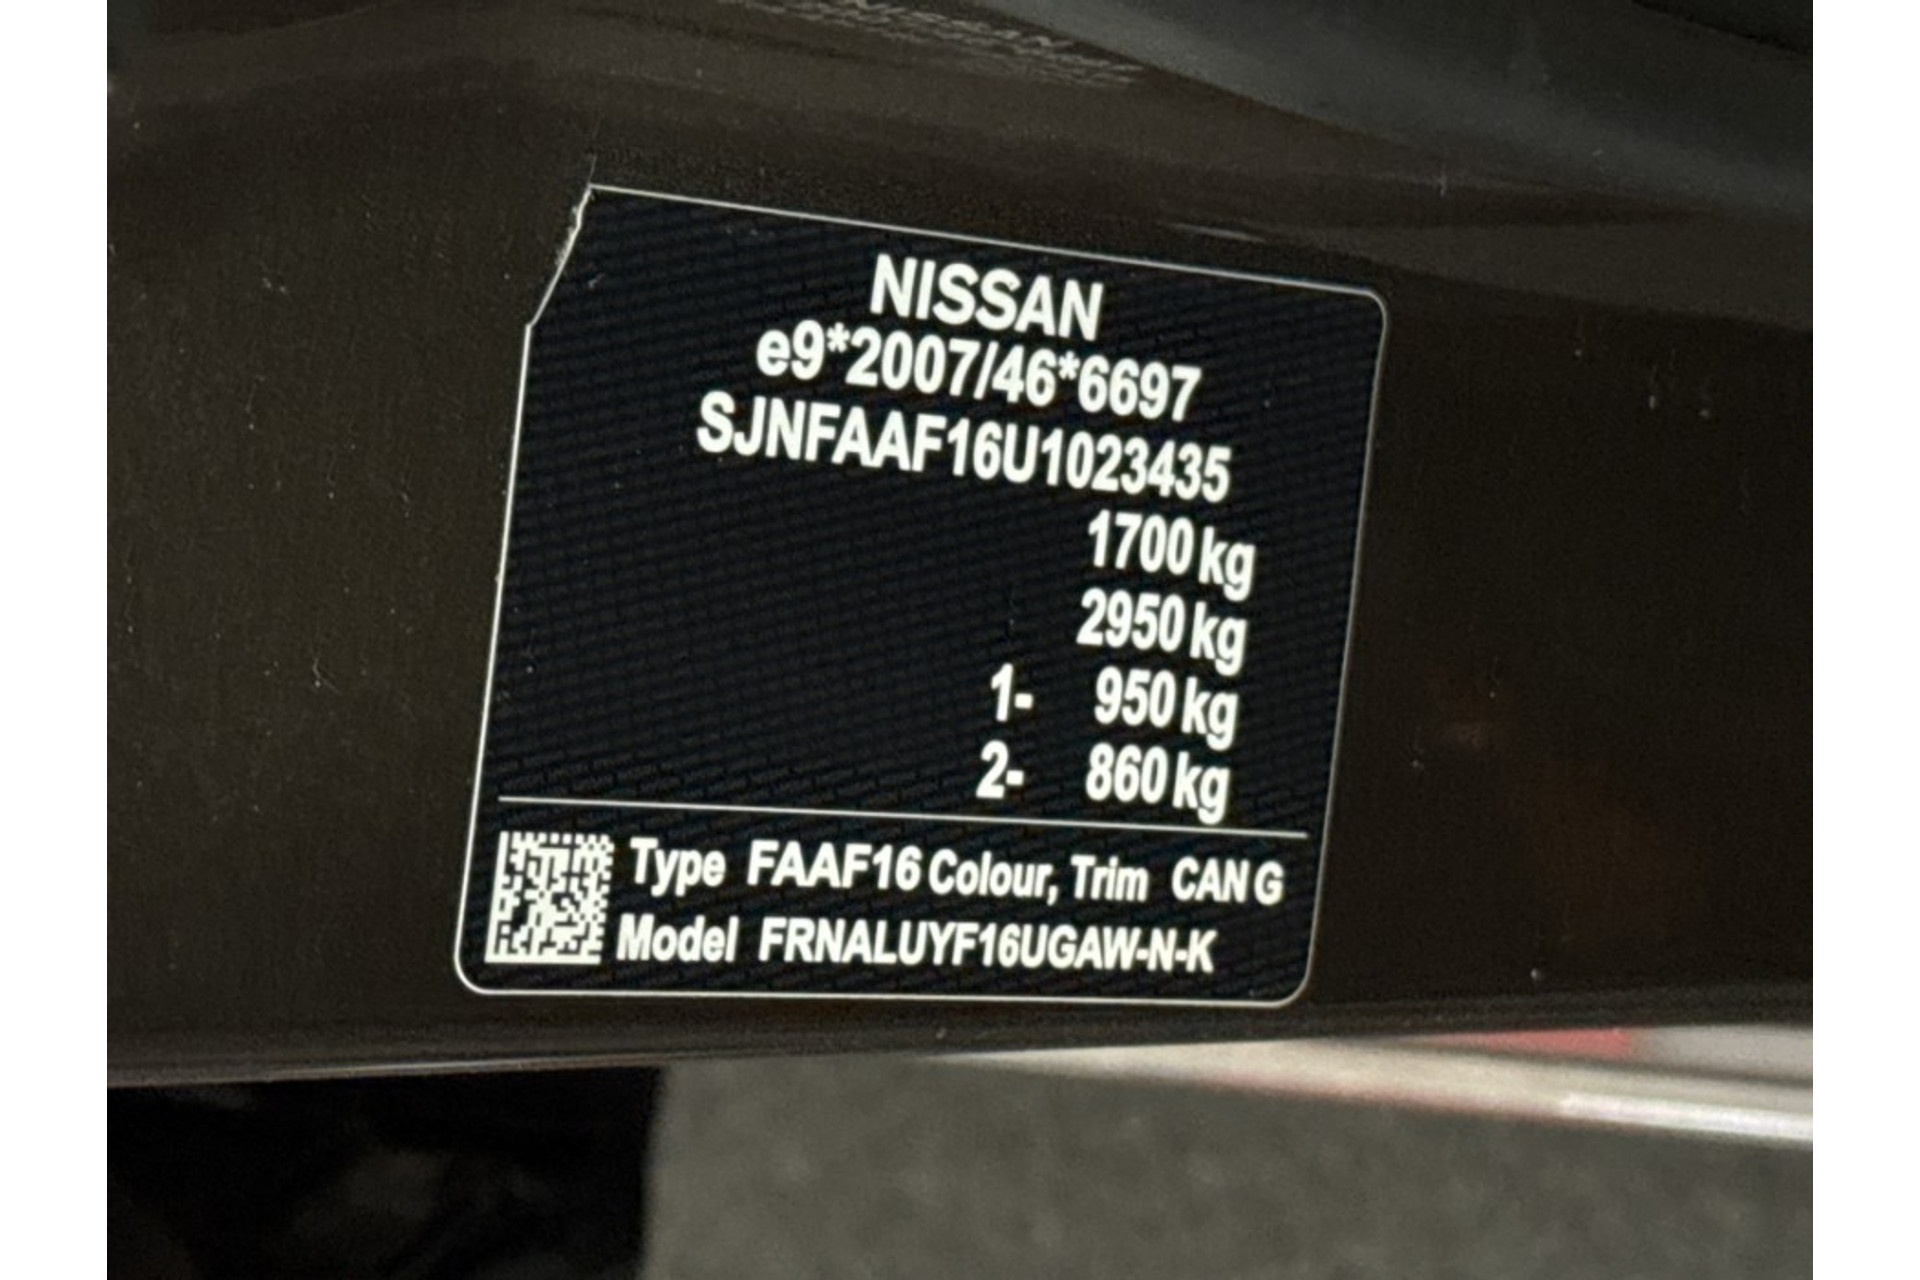 NISSAN
e9*2007/46*6697
SJNFAAF16U1023435
1700 kg
2950 kg
1- 950 kg
2- 860 kg
Type FAAF16 Colour, Trim CAN G
Model FRNALUYF16UGAW-N-K